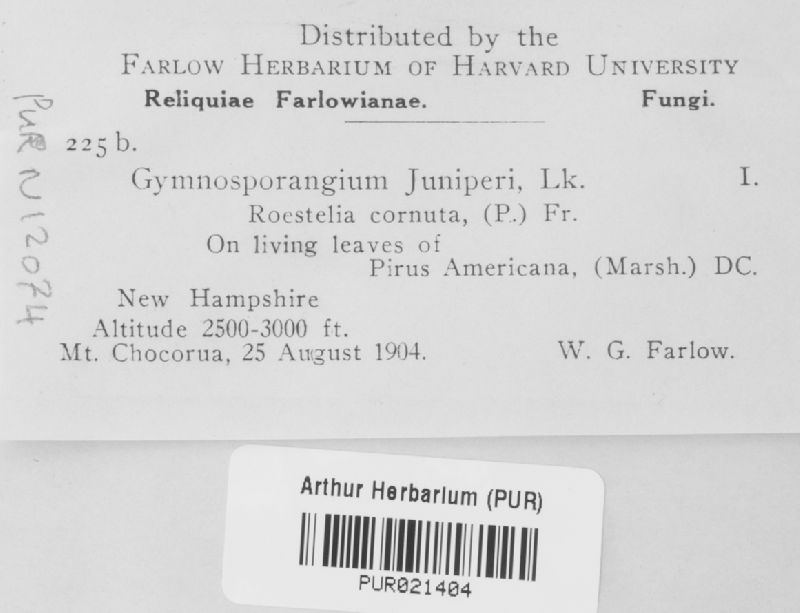 Distributed by the
FARLOW HERBARIUM OF HARVARD UNIVERSITY
Reliquiae Farlowianae. Fungi.
225 b.
Gymnosporangium Juniperi, Lk. I.
Roestelia cornuta, (P.) Fr.
On living leaves of
Pirus Americana, (Marsh.) DC.
New Hampshire
Altitude 2500-3000 ft.
Mt. Chocorua, 25 August 1904. W. G. Farlow.
PUR N12074
Arthur Herbarium (PUR)
PUR021404